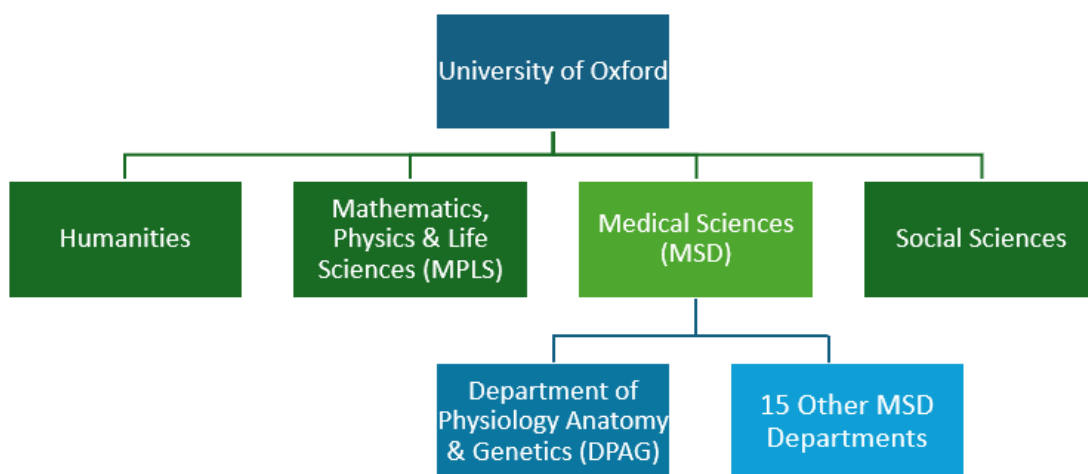 University of Oxford
Humanities
Mathematics,
Physics & Life
Sciences (MPLS)
Medical Sciences
(MSD)
Social Sciences
Department of
Physiology Anatomy
& Genetics (DPAG)
15 Other MSD
Departments